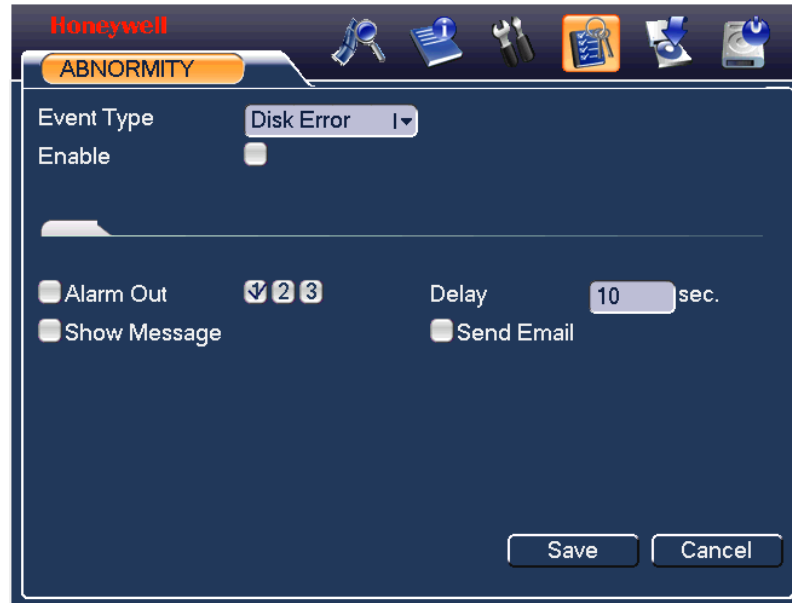 Honeywell
ABNORMITY
Event Type Disk Error
Enable
Alarm Out 1 2 3 Delay 10 sec.
Show Message Send Email
Save Cancel